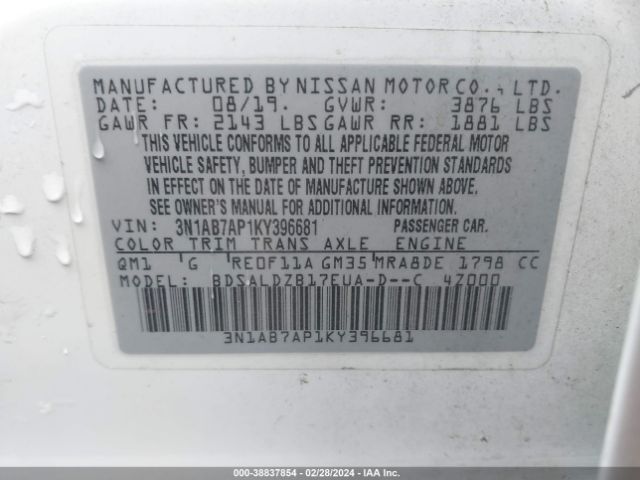 MANUFACTURED BY NISSAN MOTOR CO., LTD.
DATE: 08/19. GVWR: 3876 LBS
GAWR FR: 2143 LBS GAWR RR: 1881 LBS
THIS VEHICLE CONFORMS TO ALL APPLICABLE FEDERAL MOTOR
VEHICLE SAFETY, BUMPER AND THEFT PREVENTION STANDARDS
IN EFFECT ON THE DATE OF MANUFACTURE SHOWN ABOVE.
SEE OWNER'S MANUAL FOR ADDITIONAL INFORMATION.
VIN: 3N1AB7AP1KY396681 PASSENGER CAR.
COLOR TRIM TRANS AXLE ENGINE
QM1 G RE0F11A GM35 MRA8DE 1798 CC
MODEL: BDSALDZB17EUA-D--C 4Z000
3N1AB7AP1KY396681
000-38837854 - 02/28/2024 - IAAI.COM